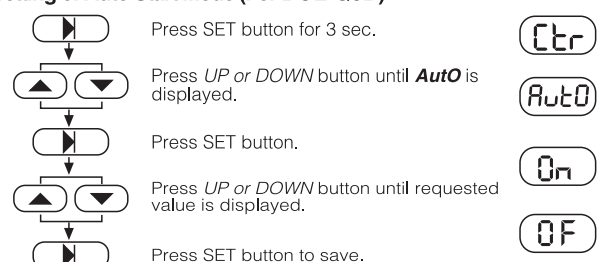 Press SET button for 3 sec.
Ctr
Press UP or DOWN button until AutO is
displayed.
AutO
Press SET button.
On
Press UP or DOWN button until requested
value is displayed.
OF
Press SET button to save.